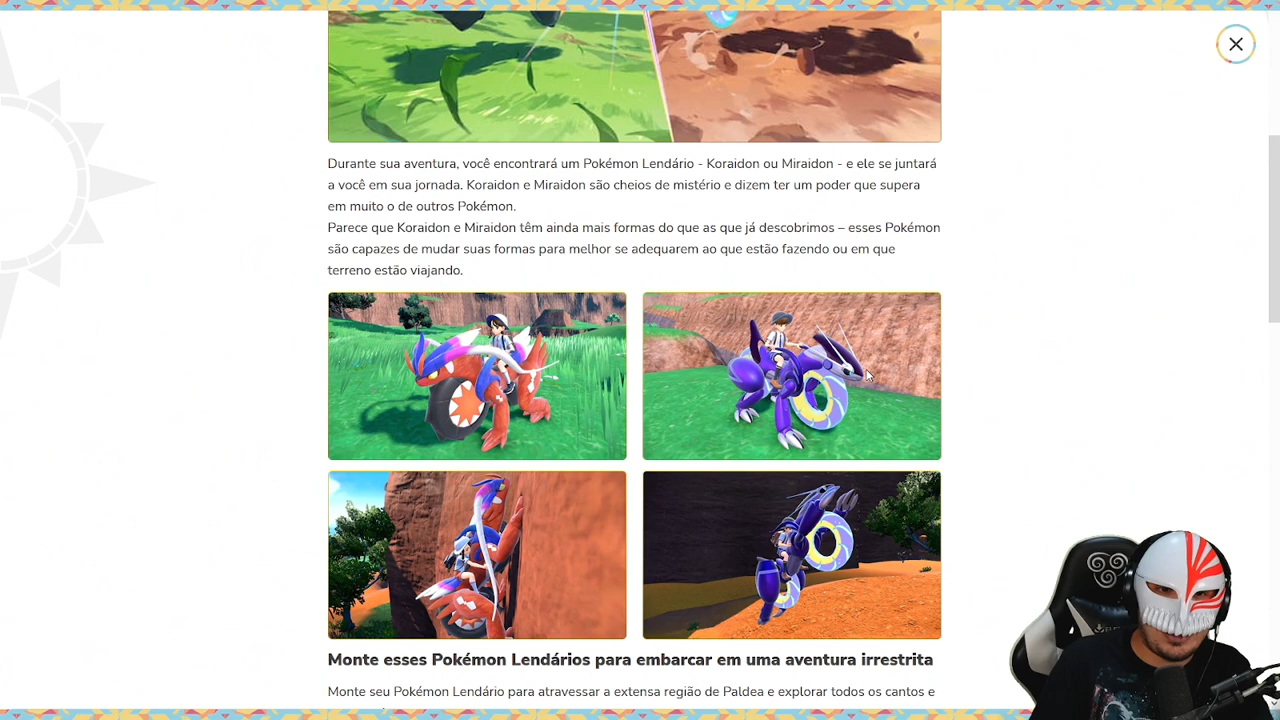 Durante sua aventura, você encontrará um Pokémon Lendário - Koraidon ou Miraidon - e ele se juntará
a você em sua jornada. Koraidon e Miraidon são cheios de mistério e dizem ter um poder que supera
em muito o de outros Pokémon.
Parece que Koraidon e Miraidon têm ainda mais formas do que as que já descobrimos – esses Pokémon
são capazes de mudar suas formas para melhor se adequarem ao que estão fazendo ou em que
terreno estão viajando.
Monte esses Pokémon Lendários para embarcar em uma aventura irrestrita
Monte seu Pokémon Lendário para atravessar a extensa região de Paldea e explorar todos os cantos e